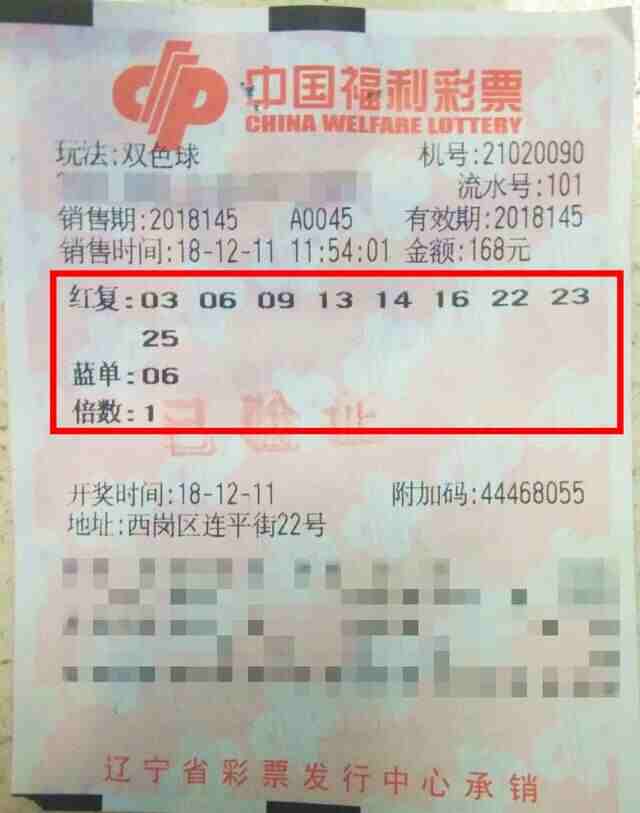 中国福利彩票
CHINA WELFARE LOTTERY
玩法:双色球 机号:21020090
流水号:101
销售期:2018145 A0045 有效期:2018145
销售时间:18-12-11 11:54:01 金额:168元
红复:03 06 09 13 14 16 22 23
25
蓝单:06
倍数:1
开奖时间:18-12-11 附加码:44468055
地址:西岗区连平街22号
辽宁省彩票发行中心承销